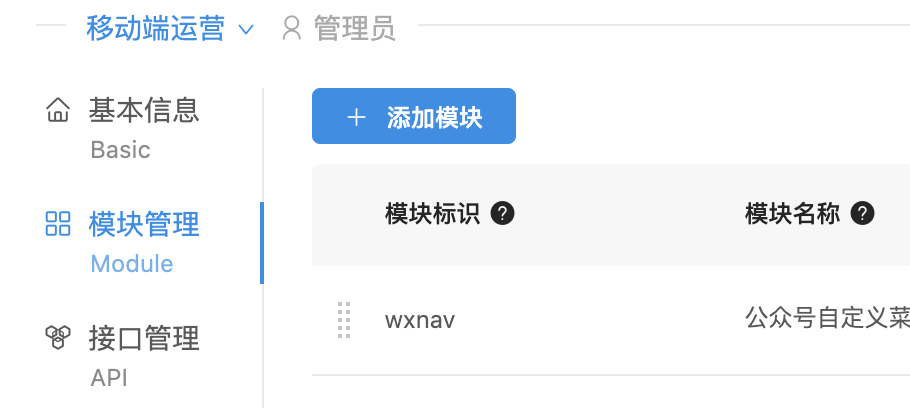 移动端运营 管理员
基本信息
Basic
模块管理
Module
接口管理
API
+ 添加模块
模块标识 ? 模块名称 ?
wxnav 公众号自定义菜